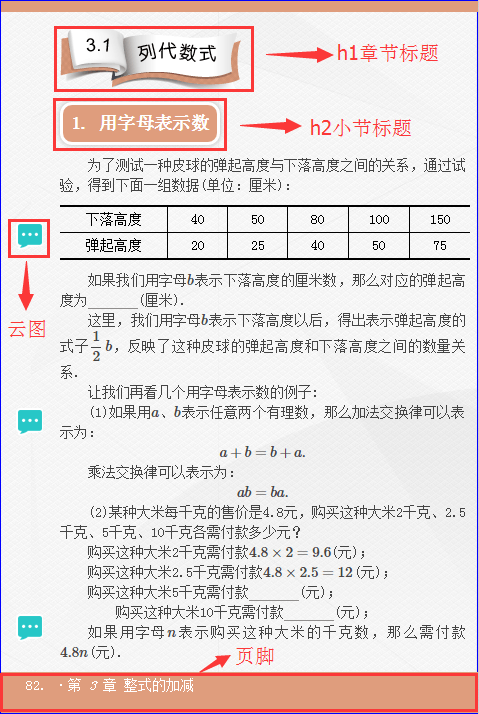 3.1 列代数式
h1章节标题
1. 用字母表示数
h2小节标题
为了测试一种皮球的弹起高度与下落高度之间的关系，通过试
验，得到下面一组数据(单位：厘米)：
下落高度 40 50 80 100 150
弹起高度 20 25 40 50 75
云图
如果我们用字母b表示下落高度的厘米数，那么对应的弹起高
度为______(厘米).
这里，我们用字母b表示下落高度以后，得出表示弹起高度的
式子1/2 b，反映了这种皮球的弹起高度和下落高度之间的数量关
系.
让我们再看几个用字母表示数的例子：
(1)如果用a、b表示任意两个有理数，那么加法交换律可以表
示为：
a + b = b + a.
乘法交换律可以表示为：
ab = ba.
(2)某种大米每千克的售价是4.8元，购买这种大米2千克、2.5
千克、5千克、10千克各需付款多少元？
购买这种大米2千克需付款4.8 × 2 = 9.6(元)；
购买这种大米2.5千克需付款4.8 × 2.5 = 12(元)；
购买这种大米5千克需付款______(元)；
购买这种大米10千克需付款______(元)；
如果用字母n表示购买这种大米的千克数，那么需付款
4.8n(元).
页脚
82. ·第 3 章 整式的加减